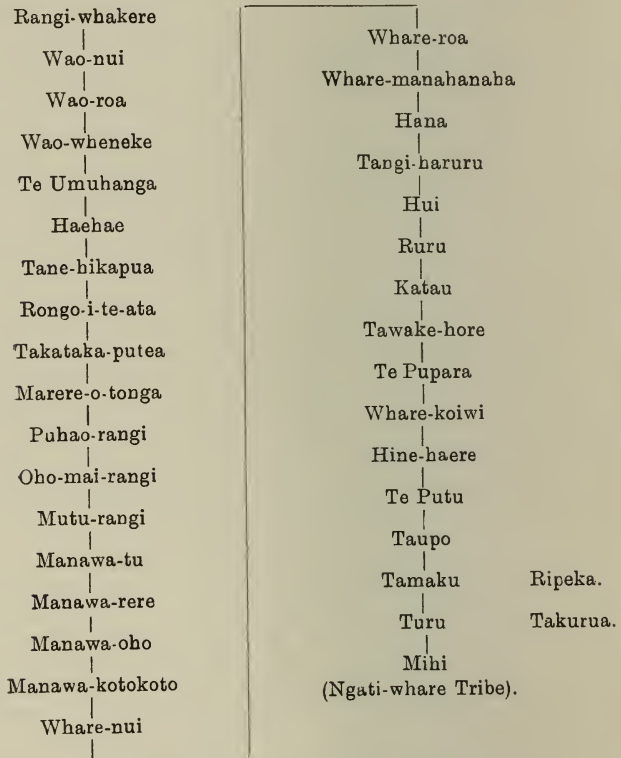 Rangi-whakere
Wao-nui
Wao-roa
Wao-wheneke
Te Umuhanga
Haehae
Tane-hikapua
Rongo-i-te-ata
Takataka-putea
Marere-o-tonga
Puhao-rangi
Oho-mai-rangi
Mutu-rangi
Manawa-tu
Manawa-rere
Manawa-oho
Manawa-kotokoto
Whare-nui
Whare-roa
Whare-manahanaha
Hana
Tangi-haruru
Hui
Ruru
Katau
Tawake-hore
Te Pupara
Whare-koiwi
Hine-haere
Te Putu
Taupo
Tamaku Ripeka.
Turu Takurua.
Mihi
(Ngati-whare Tribe).